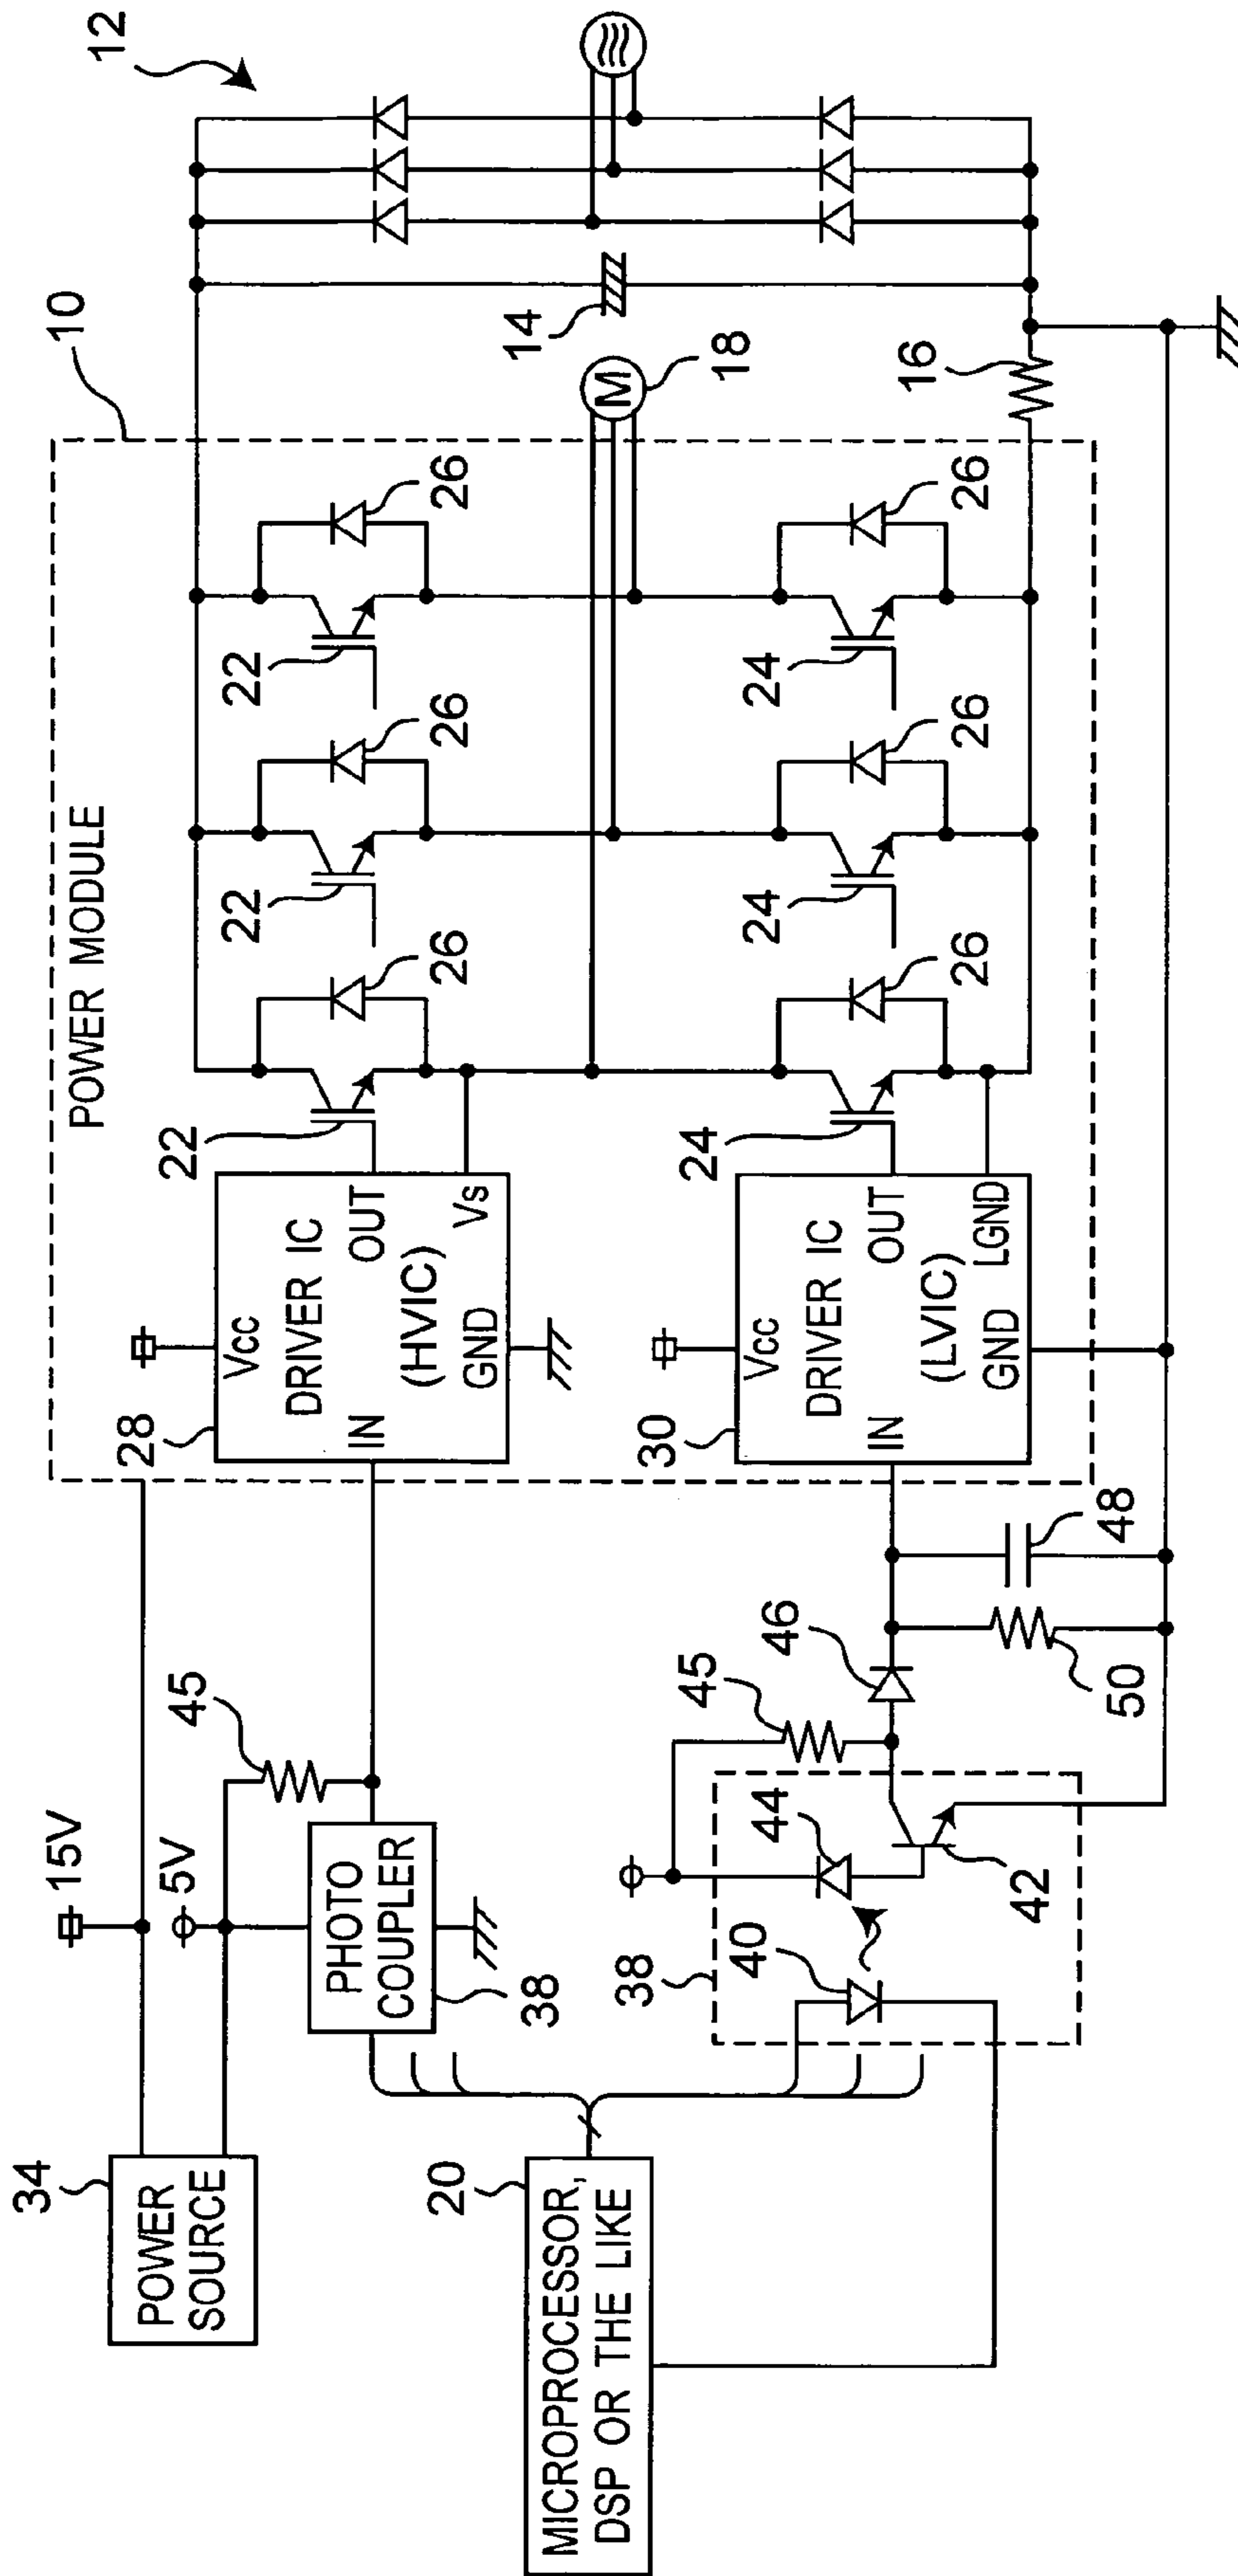 34
POWER
SOURCE
15V
5V
45
PHOTO
COUPLER
38
20
MICROPROCESSOR,
DSP OR THE LIKE
38
40
44
42
45
46
50
48
10
POWER MODULE
28
Vcc
DRIVER IC
IN
OUT
(HVIC)
GND
Vs
22
26
22
26
22
26
30
Vcc
DRIVER IC
IN
OUT
(LVIC)
GND
LGND
24
26
24
26
24
26
M
18
14
16
12